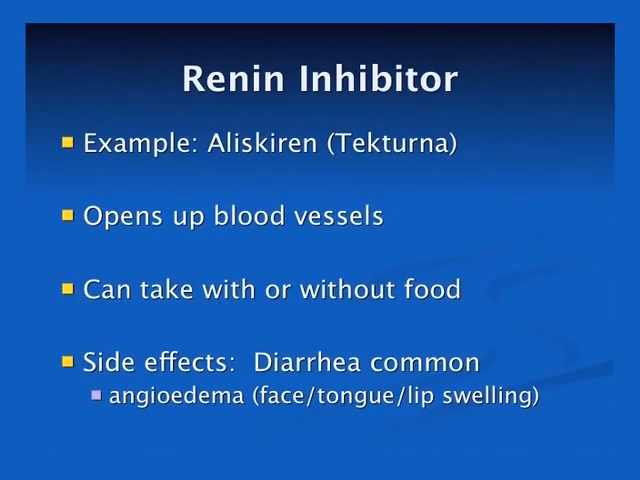 Renin Inhibitor
Example: Aliskiren (Tekturna)
Opens up blood vessels
Can take with or without food
Side effects:  Diarrhea common
angioedema (face/tongue/lip swelling)